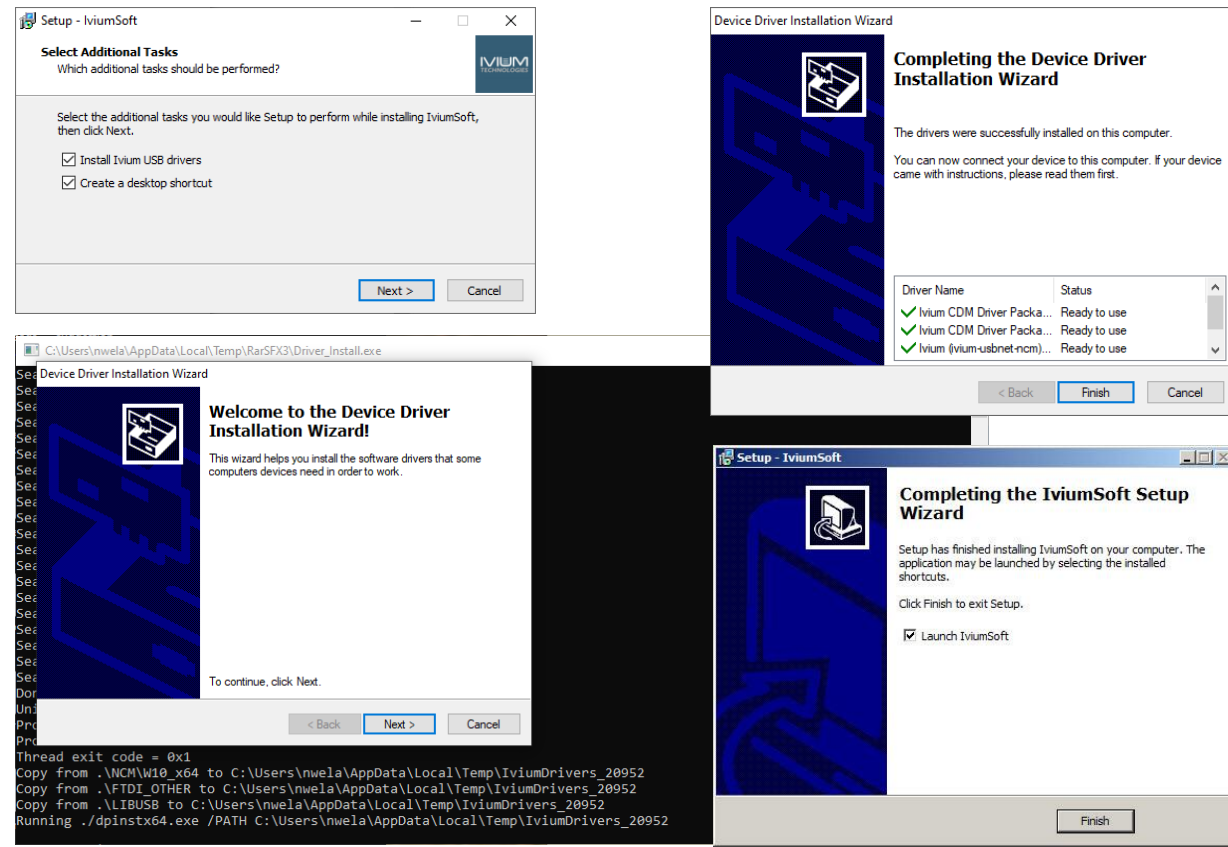 Setup - IviumSoft
Select Additional Tasks
Which additional tasks should be performed?
IVIUM
TECHNOLOGIES
Select the additional tasks you would like Setup to perform while installing IviumSoft,
then click Next.
Install Ivium USB drivers
Create a desktop shortcut
Next >
Cancel
Device Driver Installation Wizard
Completing the Device Driver
Installation Wizard
The drivers were successfully installed on this computer.
You can now connect your device to this computer. If your device
came with instructions, please read them first.
Driver Name Status
Ivium CDM Driver Packa... Ready to use
Ivium CDM Driver Packa... Ready to use
Ivium (ivium-usbnet-ncm)... Ready to use
< Back
Finish
Cancel
C:\Users\nwela\AppData\Local\Temp\RarSFX3\Driver_Install.exe
Device Driver Installation Wizard
Welcome to the Device Driver
Installation Wizard!
This wizard helps you install the software drivers that some
computers devices need in order to work.
To continue, click Next.
< Back
Next >
Cancel
Thread exit code = 0x1
Copy from .\NCM\W10_x64 to C:\Users\nwela\AppData\Local\Temp\IviumDrivers_20952
Copy from .\FTDI_OTHER to C:\Users\nwela\AppData\Local\Temp\IviumDrivers_20952
Copy from .\LIBUSB to C:\Users\nwela\AppData\Local\Temp\IviumDrivers_20952
Running ./dpinstx64.exe /PATH C:\Users\nwela\AppData\Local\Temp\IviumDrivers_20952
Setup - IviumSoft
Completing the IviumSoft Setup
Wizard
Setup has finished installing IviumSoft on your computer. The
application may be launched by selecting the installed
shortcuts.
Click Finish to exit Setup.
Launch IviumSoft
Finish